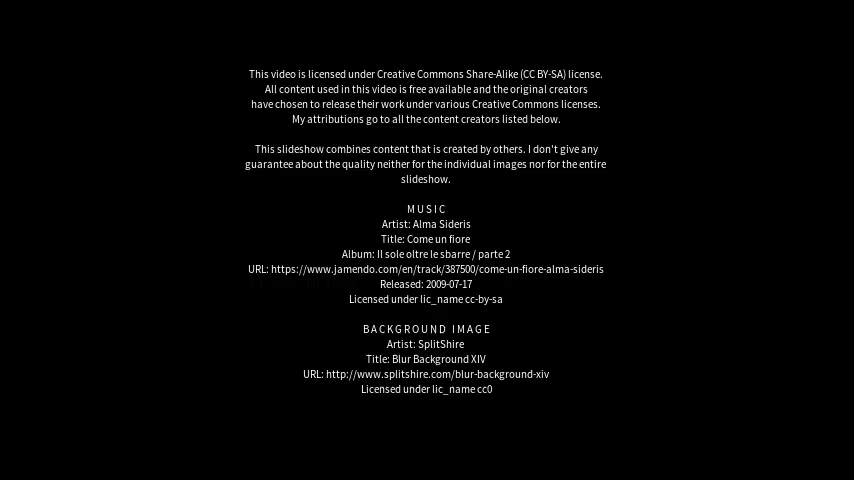 This video is licensed under Creative Commons Share-Alike (CC BY-SA) license.
All content used in this video is free available and the original creators
have chosen to release their work under various Creative Commons licenses.
My attributions go to all the content creators listed below.
This slideshow combines content that is created by others. I don't give any
guarantee about the quality neither for the individual images nor for the entire
slideshow.
MUSIC
Artist: Alma Sideris
Title: Come un fiore
Album: Il sole oltre le sbarre / parte 2
URL: https://www.jamendo.com/en/track/387500/come-un-fiore-alma-sideris
Released: 2009-07-17
Licensed under lic_name cc-by-sa
BACKGROUND IMAGE
Artist: SplitShire
Title: Blur Background XIV
URL: http://www.splitshire.com/blur-background-xiv
Licensed under lic_name cc0